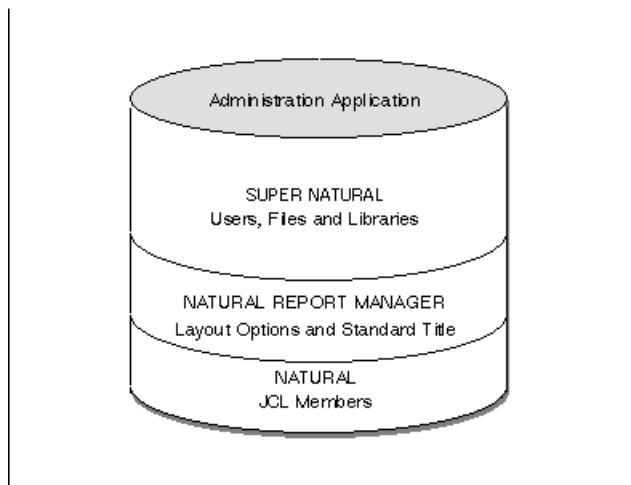 Administration Application
SUPER NATURAL
Users, Files and Libraries
NATURAL REPORT MANAGER
Layout Options and Standard Title
NATURAL
JCL Members